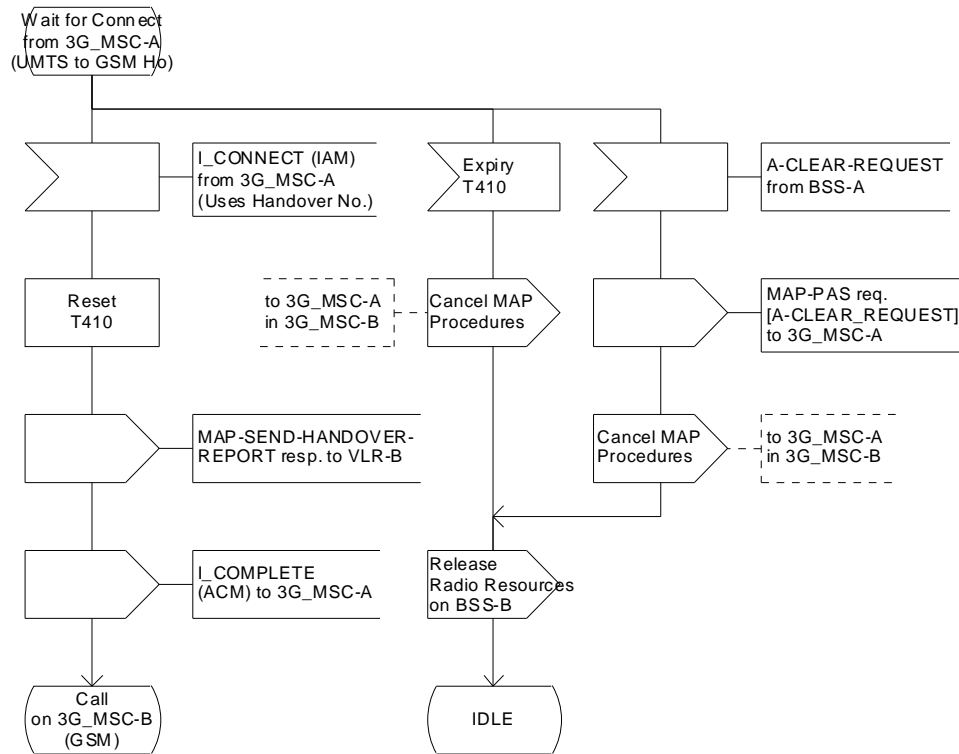 Wait for Connect
from 3G_MSC-A
(UMTS to GSM Ho)
I_CONNECT (IAM)
from 3G_MSC-A
(Uses Handover No.)
Expiry
T410
A-CLEAR-REQUEST
from BSS-A
Reset
T410
to 3G_MSC-A
in 3G_MSC-B
Cancel MAP
Procedures
MAP-PAS req.
[A-CLEAR_REQUEST]
to 3G_MSC-A
MAP-SEND-HANDOVER-
REPORT resp. to VLR-B
Cancel MAP
Procedures
to 3G_MSC-A
in 3G_MSC-B
I_COMPLETE
(ACM) to 3G_MSC-A
Release
Radio Resources
on BSS-B
Call
on 3G_MSC-B
(GSM)
IDLE